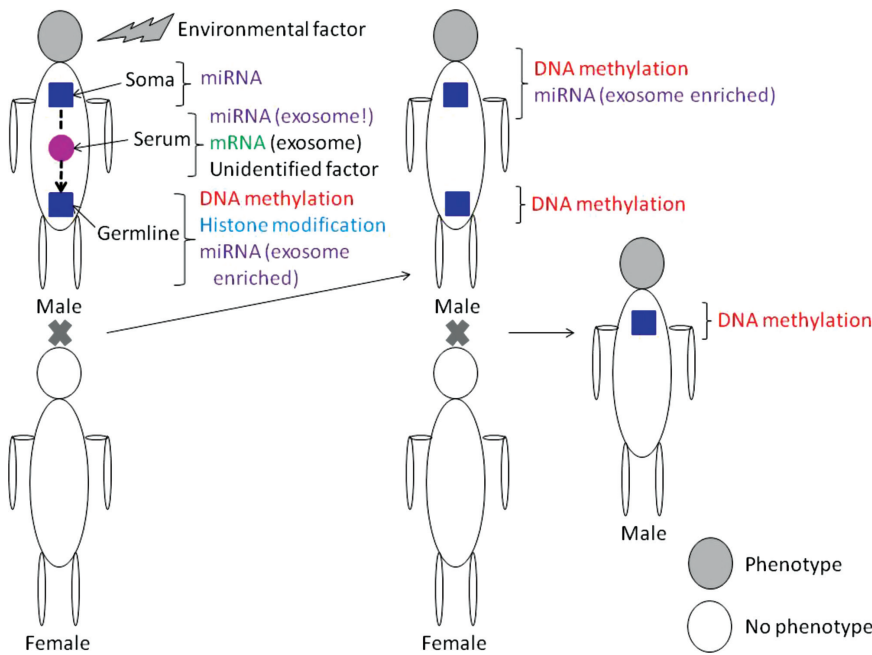 Environmental factor
Soma
miRNA
Serum
miRNA (exosome!)
mRNA (exosome)
Unidentified factor
Germline
DNA methylation
Histone modification
miRNA (exosome
enriched)
Male
Female
DNA methylation
miRNA (exosome enriched)
DNA methylation
Male
Female
DNA methylation
Male
Phenotype
No phenotype